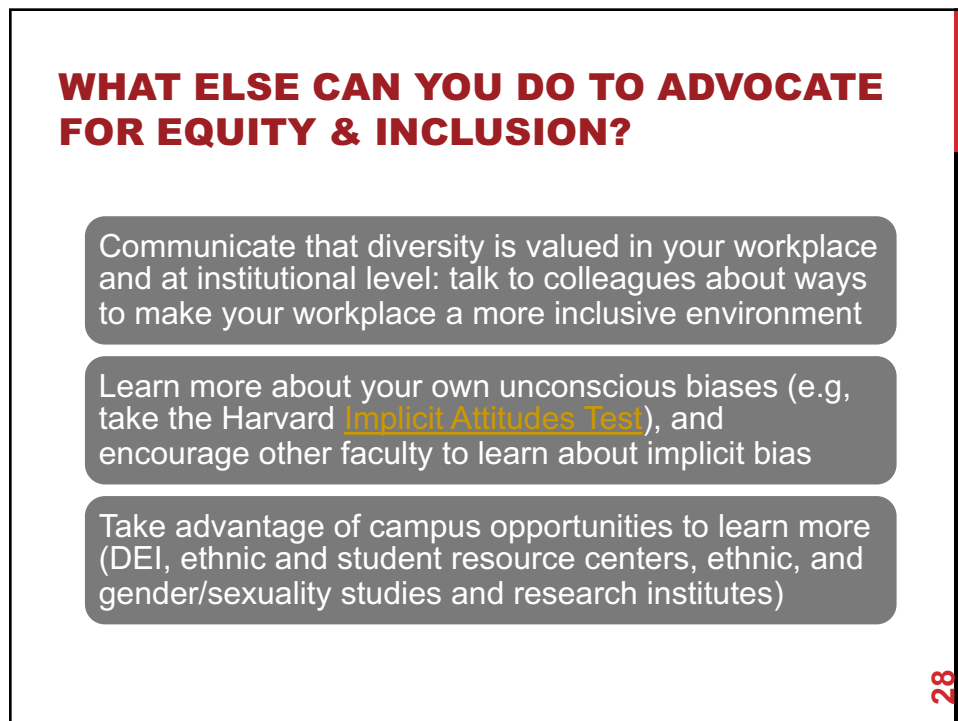 WHAT ELSE CAN YOU DO TO ADVOCATE
FOR EQUITY & INCLUSION?
Communicate that diversity is valued in your workplace
and at institutional level: talk to colleagues about ways
to make your workplace a more inclusive environment
Learn more about your own unconscious biases (e.g,
take the Harvard Implicit Attitudes Test), and
encourage other faculty to learn about implicit bias
Take advantage of campus opportunities to learn more
(DEI, ethnic and student resource centers, ethnic, and
gender/sexuality studies and research institutes)
28